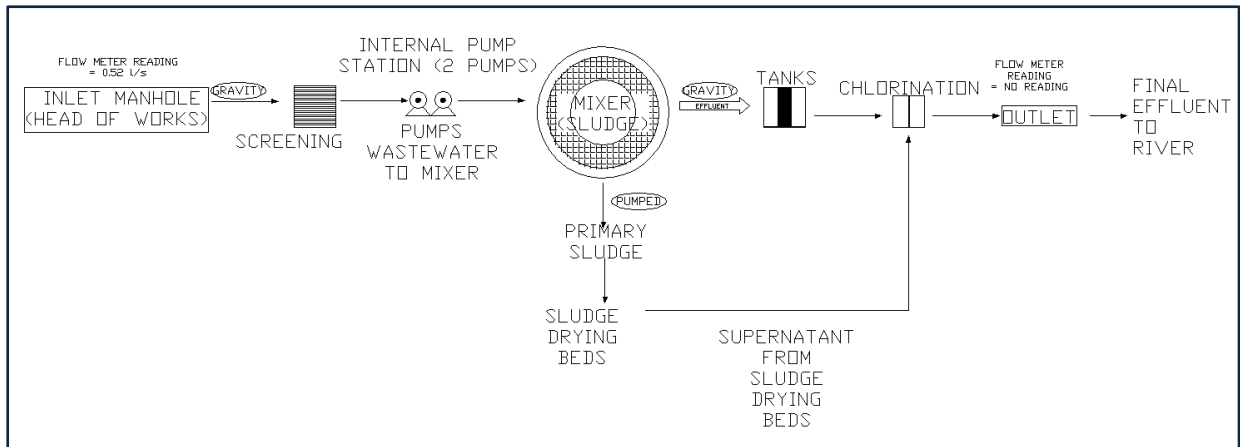 FLOW METER READING
= 0.52 l/s
INLET MANHOLE
(HEAD OF WORKS)
GRAVITY
SCREENING
INTERNAL PUMP
STATION (2 PUMPS)
PUMPS
WASTEWATER
TO MIXER
MIXER
(SLUDGE)
GRAVITY
EFFLUENT
TANKS
CHLORINATION
FLOW METER
READING
= NO READING
OUTLET
FINAL
EFFLUENT
TO
RIVER
PUMPED
PRIMARY
SLUDGE
SLUDGE
DRYING
BEDS
SUPERNATANT
FROM
SLUDGE
DRYING
BEDS